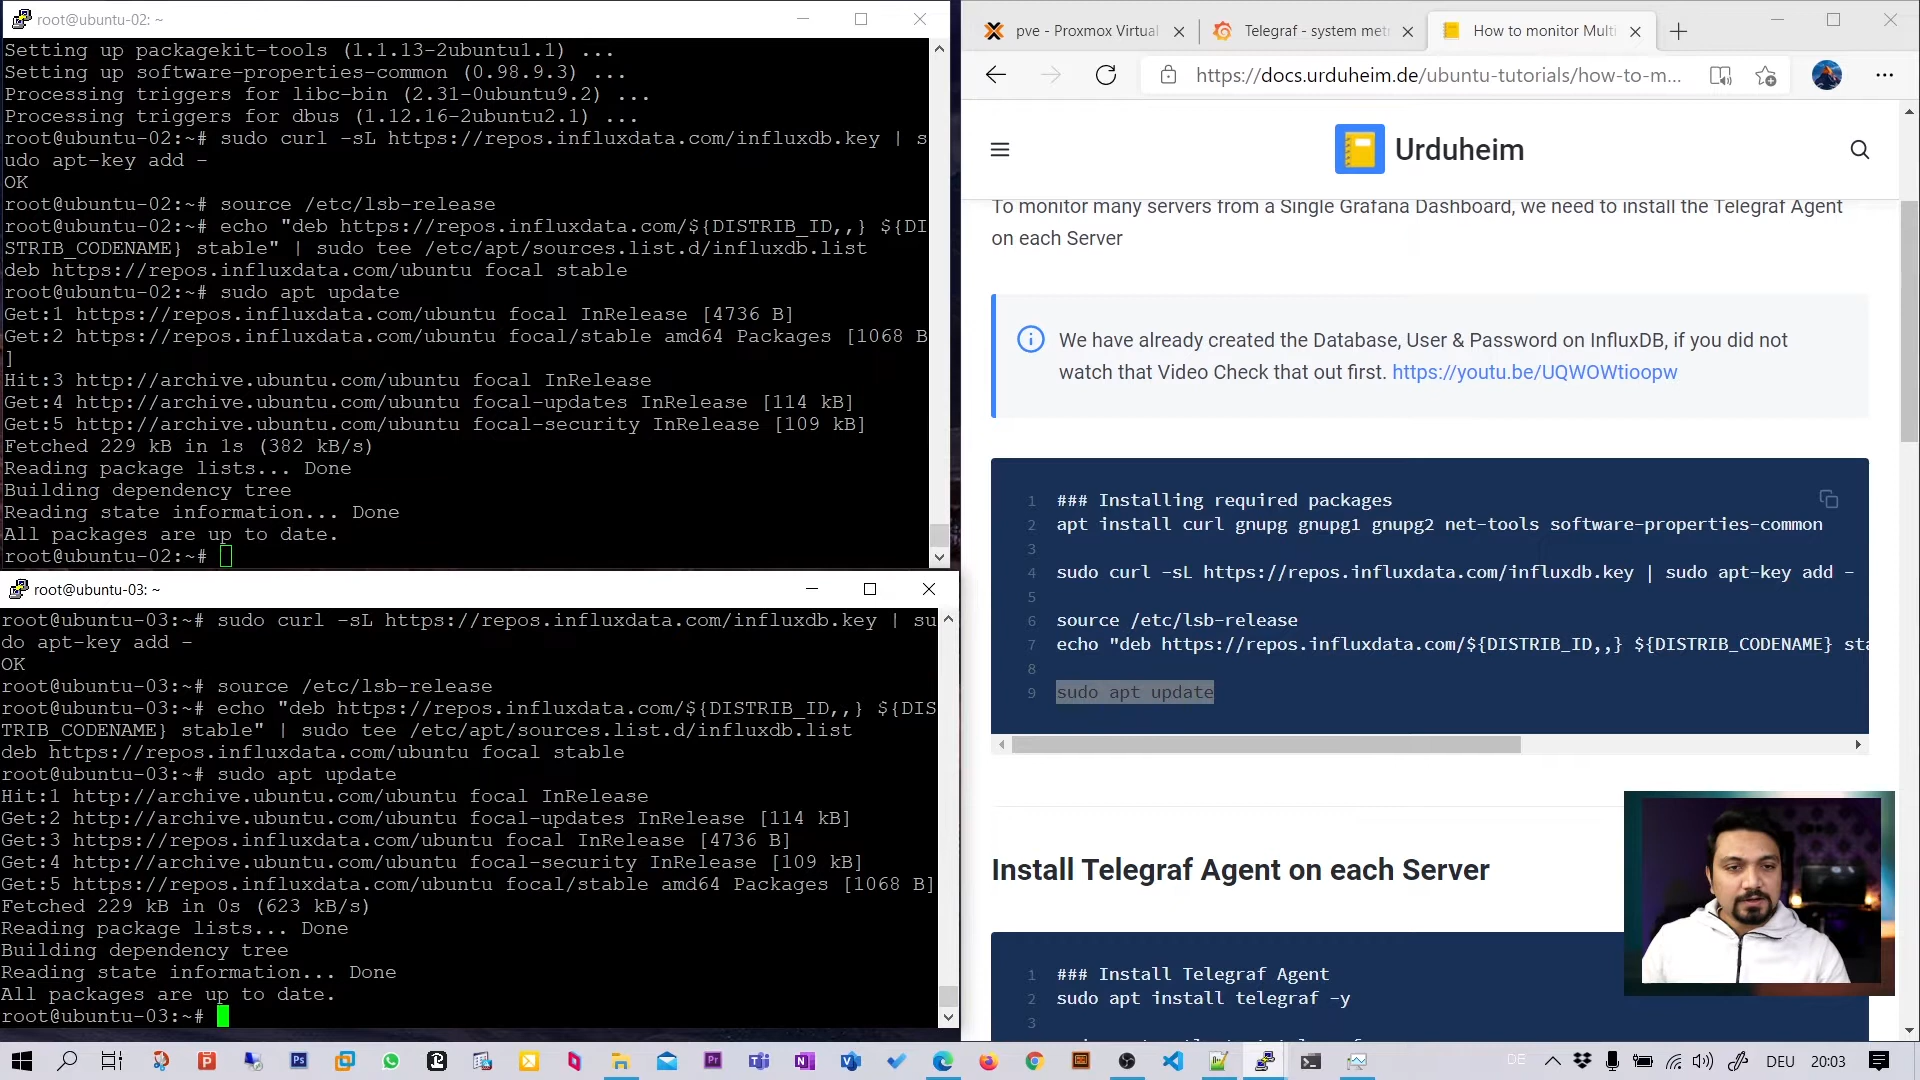 root@ubuntu-02: ~
Setting up packagekit-tools (1.1.13-2ubuntu1.1) ...
Setting up software-properties-common (0.98.9.3) ...
Processing triggers for libc-bin (2.31-0ubuntu9.2) ...
Processing triggers for dbus (1.12.16-2ubuntu2.1) ...
root@ubuntu-02:~# sudo curl -sL https://repos.influxdata.com/influxdb.key | s
udo apt-key add -
OK
root@ubuntu-02:~# source /etc/lsb-release
root@ubuntu-02:~# echo "deb https://repos.influxdata.com/${DISTRIB_ID,,} ${DI
STRIB_CODENAME} stable" | sudo tee /etc/apt/sources.list.d/influxdb.list
deb https://repos.influxdata.com/ubuntu focal stable
root@ubuntu-02:~# sudo apt update
Get:1 https://repos.influxdata.com/ubuntu focal InRelease [4736 B]
Get:2 https://repos.influxdata.com/ubuntu focal/stable amd64 Packages [1068 B
]
Hit:3 http://archive.ubuntu.com/ubuntu focal InRelease
Get:4 http://archive.ubuntu.com/ubuntu focal-updates InRelease [114 kB]
Get:5 http://archive.ubuntu.com/ubuntu focal-security InRelease [109 kB]
Fetched 229 kB in 1s (382 kB/s)
Reading package lists... Done
Building dependency tree
Reading state information... Done
All packages are up to date.
root@ubuntu-02:~#
root@ubuntu-03: ~
root@ubuntu-03:~# sudo curl -sL https://repos.influxdata.com/influxdb.key | su
do apt-key add -
OK
root@ubuntu-03:~# source /etc/lsb-release
root@ubuntu-03:~# echo "deb https://repos.influxdata.com/${DISTRIB_ID,,} ${DIS
TRIB_CODENAME} stable" | sudo tee /etc/apt/sources.list.d/influxdb.list
deb https://repos.influxdata.com/ubuntu focal stable
root@ubuntu-03:~# sudo apt update
Hit:1 http://archive.ubuntu.com/ubuntu focal InRelease
Get:2 http://archive.ubuntu.com/ubuntu focal-updates InRelease [114 kB]
Get:3 https://repos.influxdata.com/ubuntu focal InRelease [4736 B]
Get:4 http://archive.ubuntu.com/ubuntu focal-security InRelease [109 kB]
Get:5 https://repos.influxdata.com/ubuntu focal/stable amd64 Packages [1068 B]
Fetched 229 kB in 0s (623 kB/s)
Reading package lists... Done
Building dependency tree
Reading state information... Done
All packages are up to date.
root@ubuntu-03:~#
pve - Proxmox Virtual
Telegraf - system met
How to monitor Multi
https://docs.urduheim.de/ubuntu-tutorials/how-to-m...
Urduheim
To monitor many servers from a Single Grafana Dashboard, we need to install the Telegraf Agent
on each Server
We have already created the Database, User & Password on InfluxDB, if you did not
watch that Video Check that out first. https://youtu.be/UQWOWtioopw
1 ### Installing required packages
2 apt install curl gnupg gnupg1 gnupg2 net-tools software-properties-common
3
4 sudo curl -sL https://repos.influxdata.com/influxdb.key | sudo apt-key add -
5
6 source /etc/lsb-release
7 echo "deb https://repos.influxdata.com/${DISTRIB_ID,,} ${DISTRIB_CODENAME} sta
8
9 sudo apt update
Install Telegraf Agent on each Server
1 ### Install Telegraf Agent
2 sudo apt install telegraf -y
3
DE
DEU
20:03